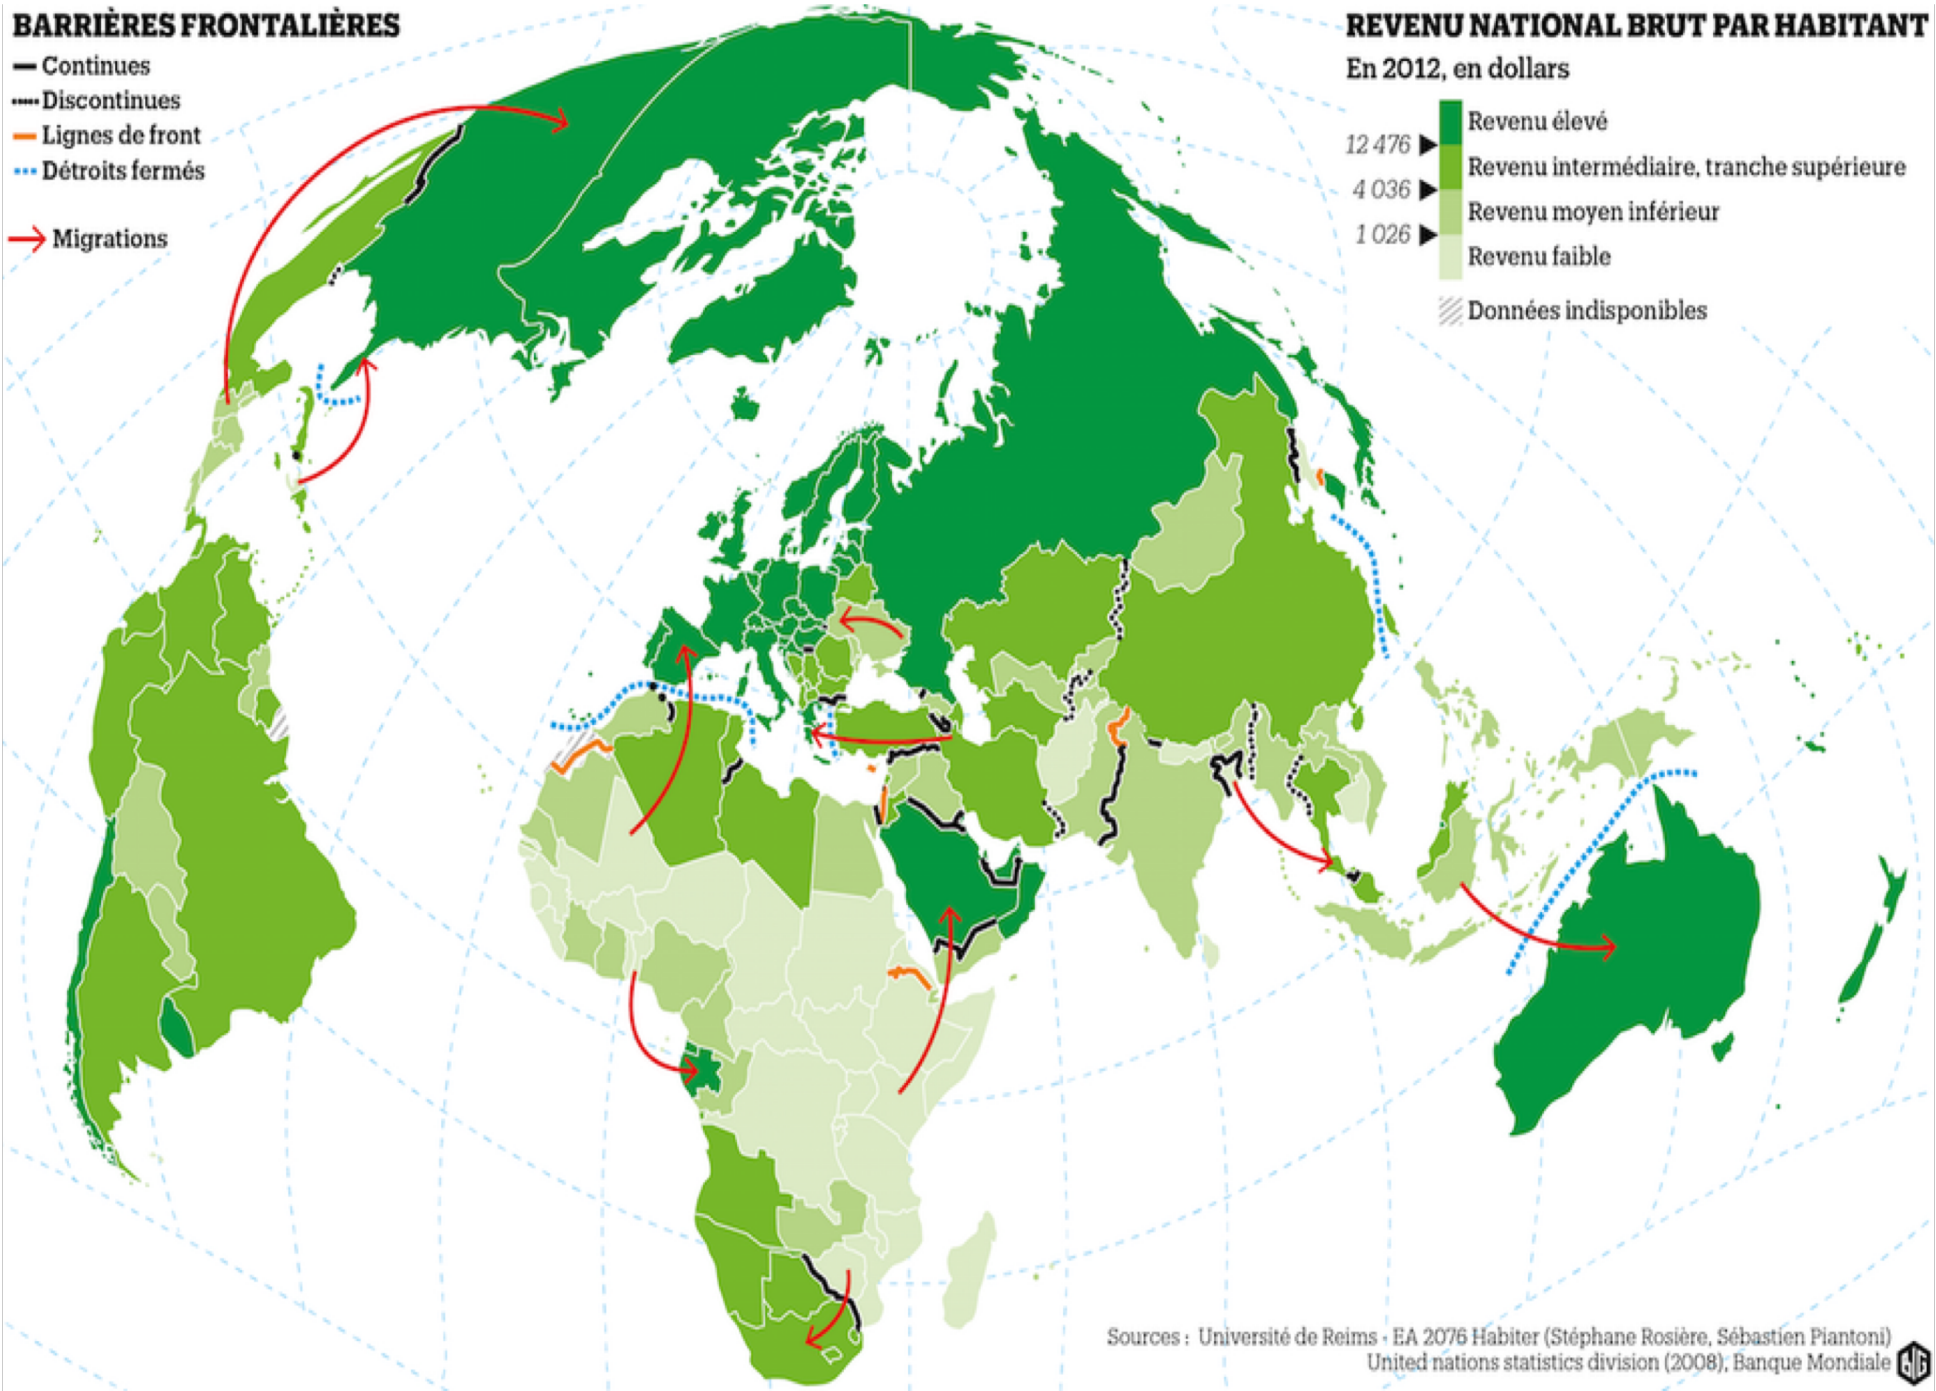 BARRIÈRES FRONTALIÈRES
Continues
Discontinues
Lignes de front
Détroits fermés
Migrations
REVENU NATIONAL BRUT PAR HABITANT
En 2012, en dollars
Revenu élevé
12 476
Revenu intermédiaire, tranche supérieure
4 036
Revenu moyen inférieur
1 026
Revenu faible
Données indisponibles
Sources : Université de Reims - EA 2076 Habiter (Stéphane Rosière, Sébastien Piantoni)
United nations statistics division (2008), Banque Mondiale